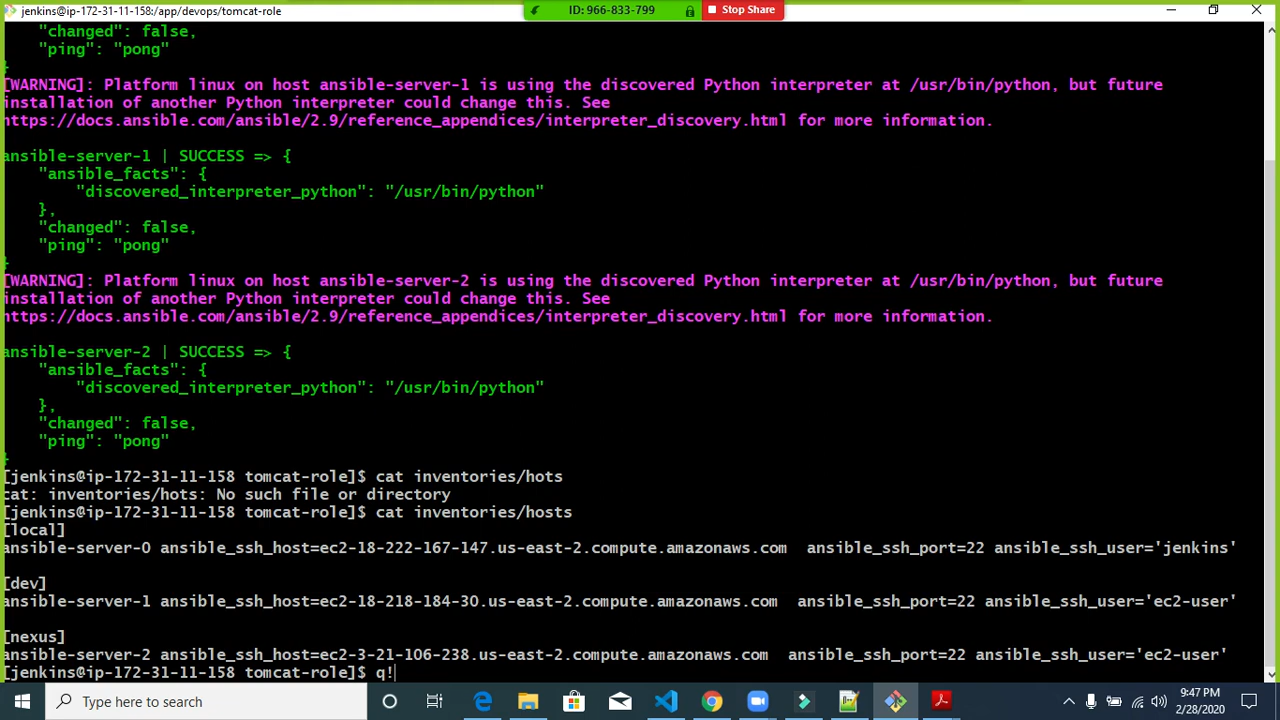 jenkins@ip-172-31-11-158:/app/devops/tomcat-role
ID: 966-833-799
Stop Share
"changed": false,
"ping": "pong"
}
[WARNING]: Platform linux on host ansible-server-1 is using the discovered Python interpreter at /usr/bin/python, but future
installation of another Python interpreter could change this. See
https://docs.ansible.com/ansible/2.9/reference_appendices/interpreter_discovery.html for more information.
ansible-server-1 | SUCCESS => {
"ansible_facts": {
"discovered_interpreter_python": "/usr/bin/python"
},
"changed": false,
"ping": "pong"
}
[WARNING]: Platform linux on host ansible-server-2 is using the discovered Python interpreter at /usr/bin/python, but future
installation of another Python interpreter could change this. See
https://docs.ansible.com/ansible/2.9/reference_appendices/interpreter_discovery.html for more information.
ansible-server-2 | SUCCESS => {
"ansible_facts": {
"discovered_interpreter_python": "/usr/bin/python"
},
"changed": false,
"ping": "pong"
}
[jenkins@ip-172-31-11-158 tomcat-role]$ cat inventories/hots
cat: inventories/hots: No such file or directory
[jenkins@ip-172-31-11-158 tomcat-role]$ cat inventories/hosts
[local]
ansible-server-0 ansible_ssh_host=ec2-18-222-167-147.us-east-2.compute.amazonaws.com  ansible_ssh_port=22 ansible_ssh_user='jenkins'
[dev]
ansible-server-1 ansible_ssh_host=ec2-18-218-184-30.us-east-2.compute.amazonaws.com  ansible_ssh_port=22 ansible_ssh_user='ec2-user'
[nexus]
ansible-server-2 ansible_ssh_host=ec2-3-21-106-238.us-east-2.compute.amazonaws.com  ansible_ssh_port=22 ansible_ssh_user='ec2-user'
[jenkins@ip-172-31-11-158 tomcat-role]$ q!
Type here to search
9:47 PM
2/28/2020